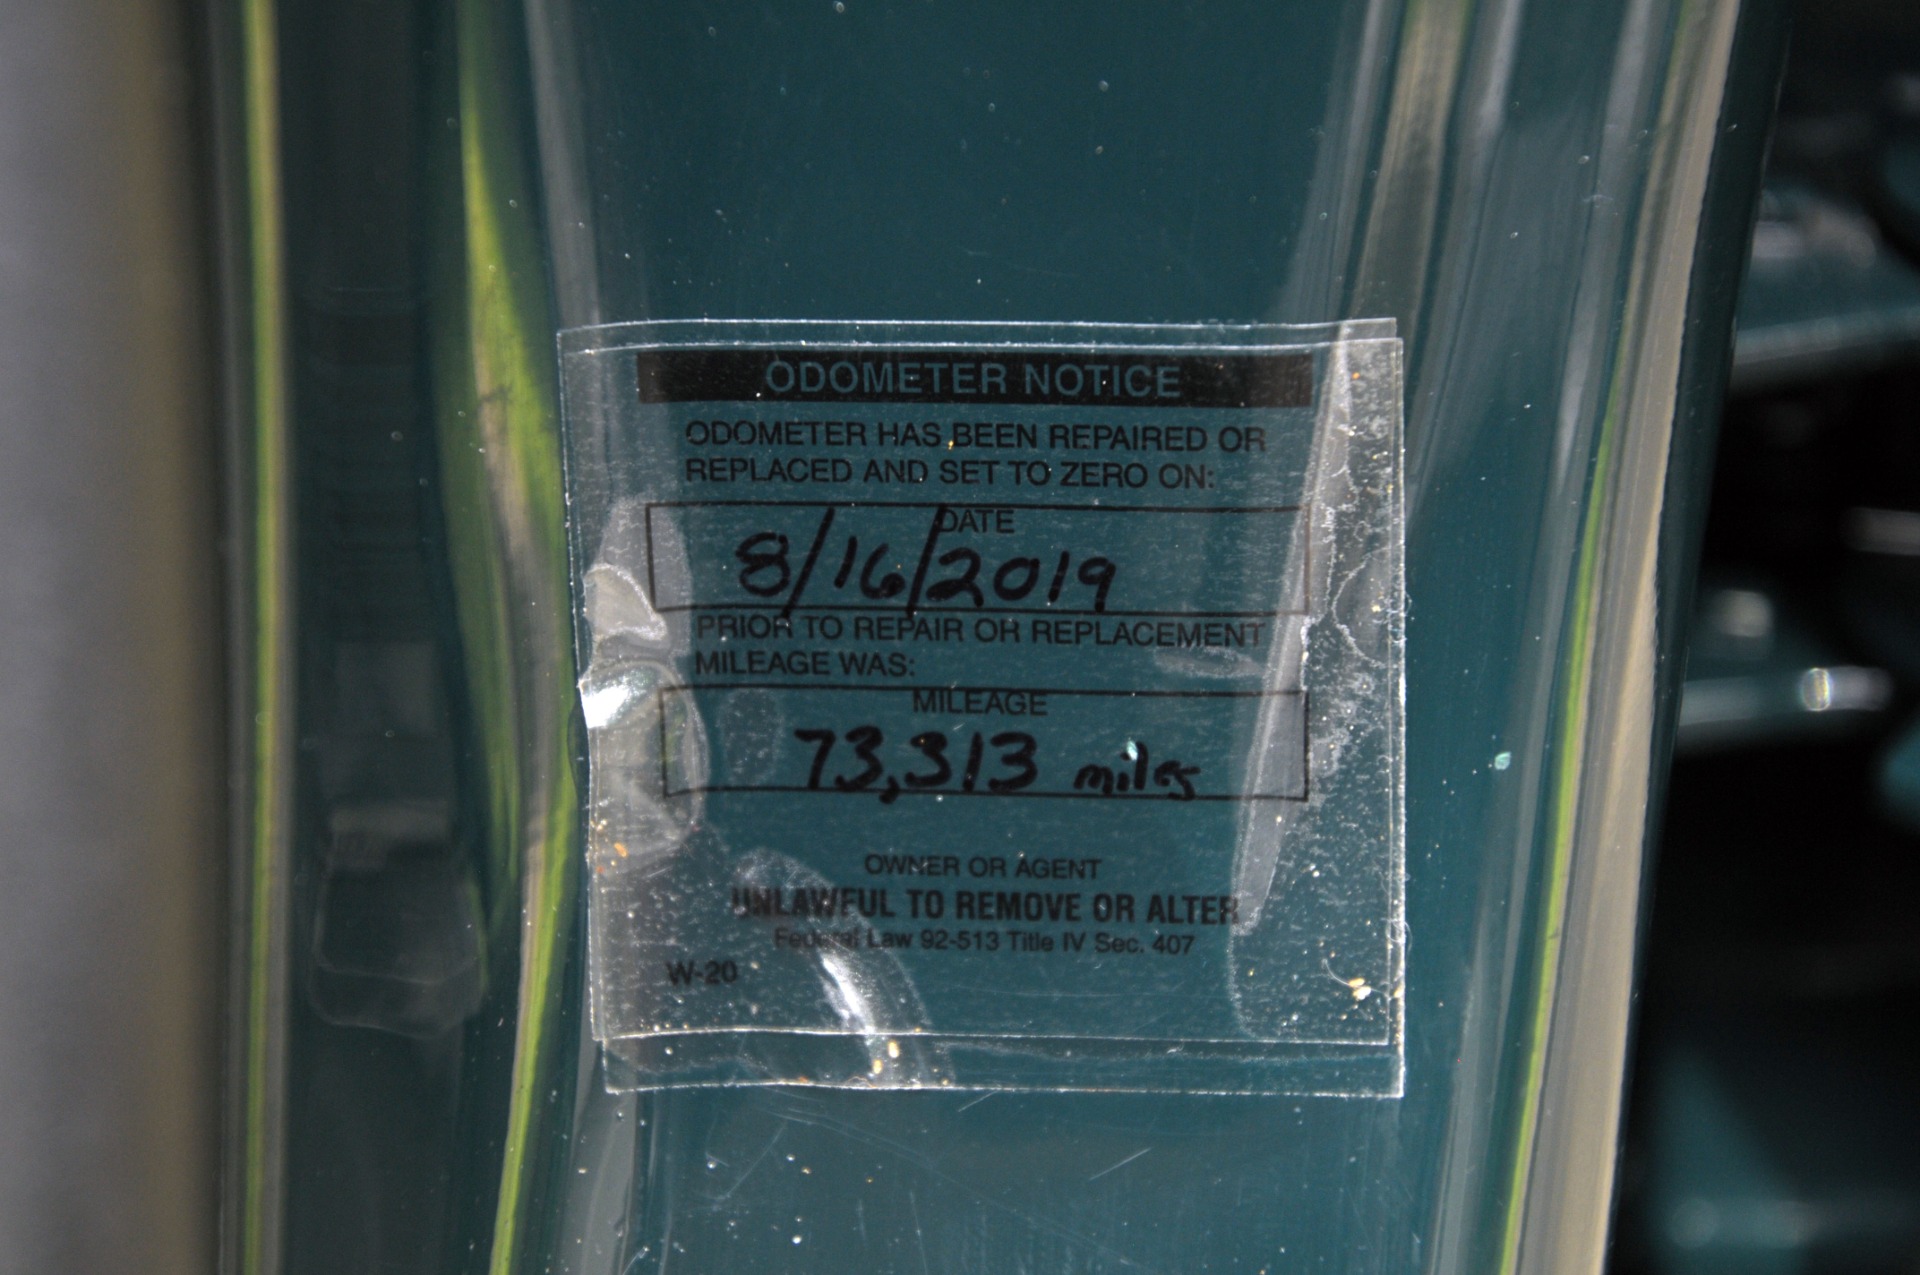 ODOMETER NOTICE
ODOMETER HAS BEEN REPAIRED OR
REPLACED AND SET TO ZERO ON:
DATE
8/16/2019
PRIOR TO REPAIR OR REPLACEMENT
MILEAGE WAS:
MILEAGE
73,313 miles
OWNER OR AGENT
UNLAWFUL TO REMOVE OR ALTER
Federal Law 92-513 Title IV Sec. 407
W-20